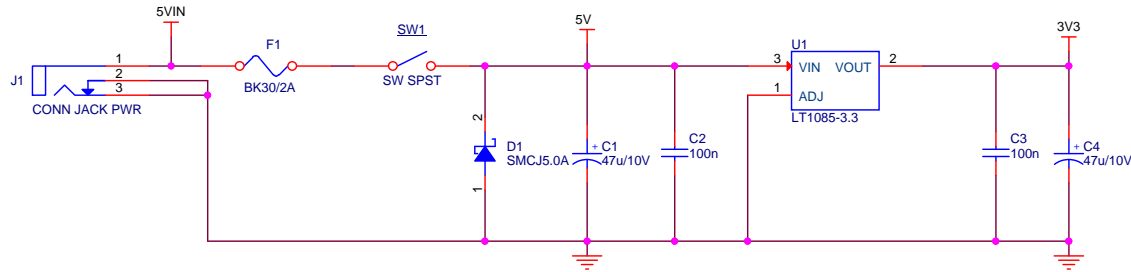 5VIN
5V
3V3
SW1
F1
U1
J1
1
2
3
BK30/2A
SW SPST
3
VIN
VOUT
2
1
ADJ
LT1085-3.3
CONN JACK PWR
2
D1
SMCJ5.0A
1
+
C1
47u/10V
C2
100n
C3
100n
+
C4
47u/10V